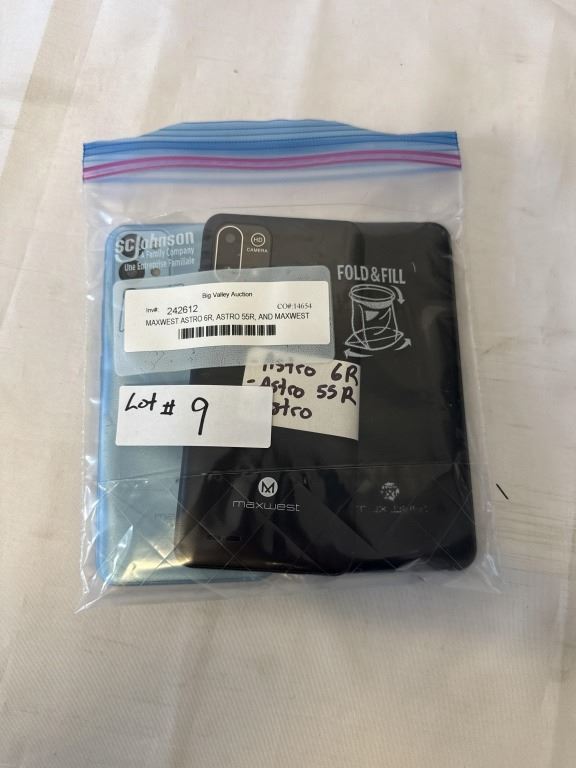 SC Johnson
A Family Company
Une Entreprise Familiale
HD
CAMERA
FOLD & FILL
Big Valley Auction
Inv#: 242612 CO#:14654
MAXWEST ASTRO 6R, ASTRO 55R, AND MAXWEST
- Astro 6R
- Astro 55R
Astro
Lot # 9
maxwest